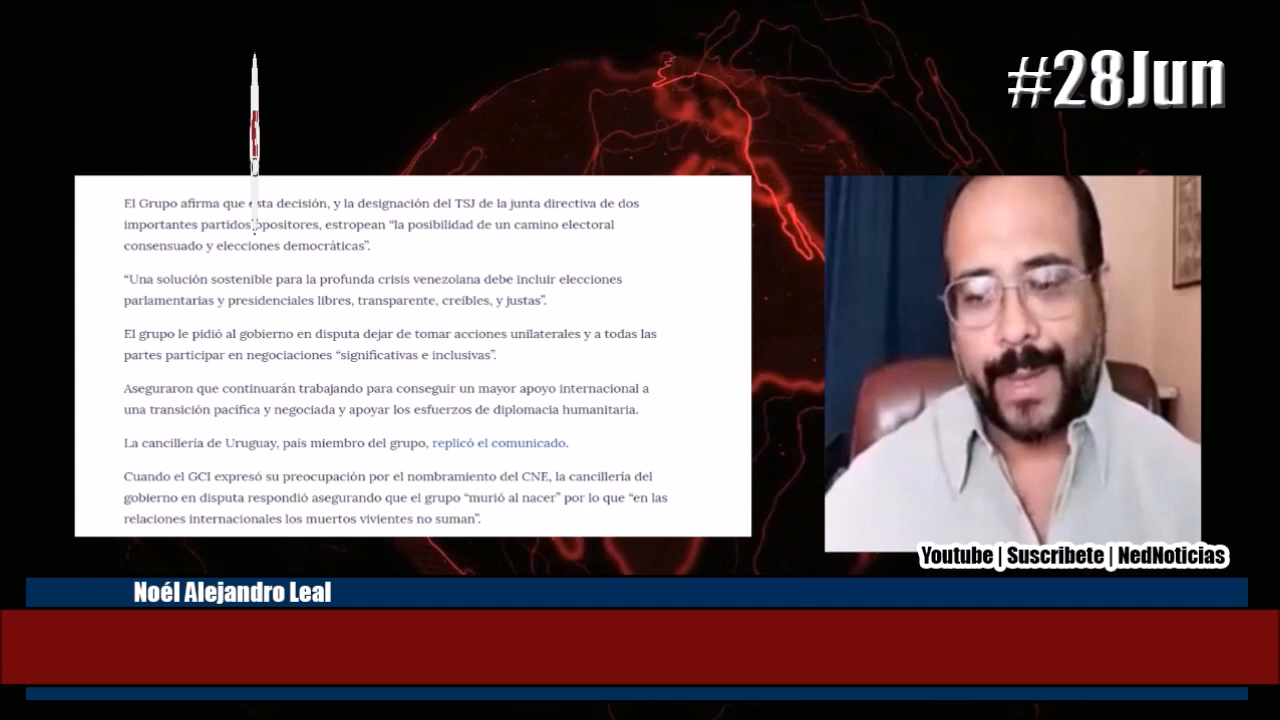 #28Jun
El Grupo afirma que esta decisión, y la designación del TSJ de la junta directiva de dos
importantes partidos opositores, estropean “la posibilidad de un camino electoral
consensuado y elecciones democráticas”.
“Una solución sostenible para la profunda crisis venezolana debe incluir elecciones
parlamentarias y presidenciales libres, transparente, creíbles, y justas”.
El grupo le pidió al gobierno en disputa dejar de tomar acciones unilaterales y a todas las
partes participar en negociaciones “significativas e inclusivas”.
Aseguraron que continuarán trabajando para conseguir un mayor apoyo internacional a
una transición pacífica y negociada y apoyar los esfuerzos de diplomacia humanitaria.
La cancillería de Uruguay, país miembro del grupo, replicó el comunicado.
Cuando el GCI expresó su preocupación por el nombramiento del CNE, la cancillería del
gobierno en disputa respondió asegurando que el grupo “murió al nacer” por lo que “en las
relaciones internacionales los muertos vivientes no suman”.
Youtube | Suscribete | NedNoticias
Noél Alejandro Leal